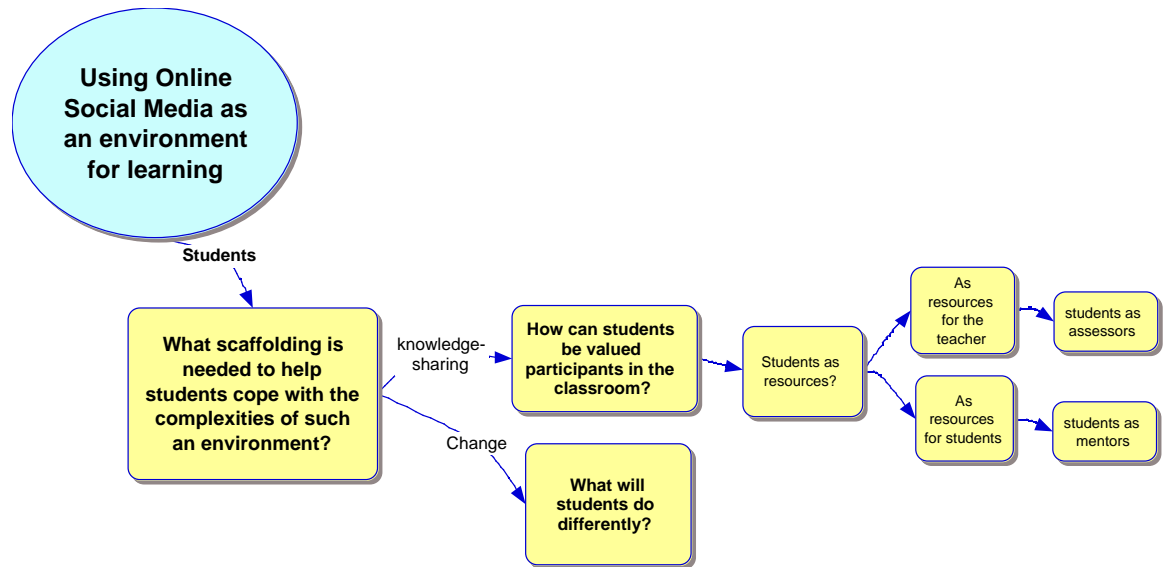 Using Online
Social Media as
an environment
for learning
Students
What scaffolding is
needed to help
students cope with the
complexities of such
an environment?
knowledge-
sharing
How can students
be valued
participants in the
classroom?
Students as
resources?
As
resources
for the
teacher
students as
assessors
As
resources
for students
students as
mentors
Change
What will
students do
differently?